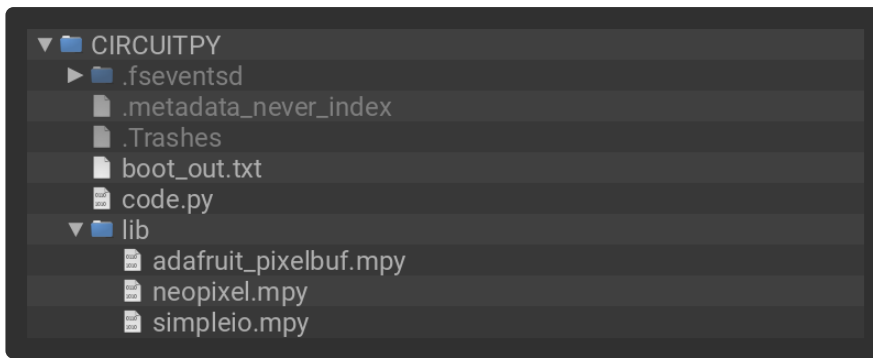 CIRCUITPY
.fseventsd
.metadata_never_index
.Trashes
boot_out.txt
code.py
lib
adafruit_pixelbuf.mpy
neopixel.mpy
simpleio.mpy